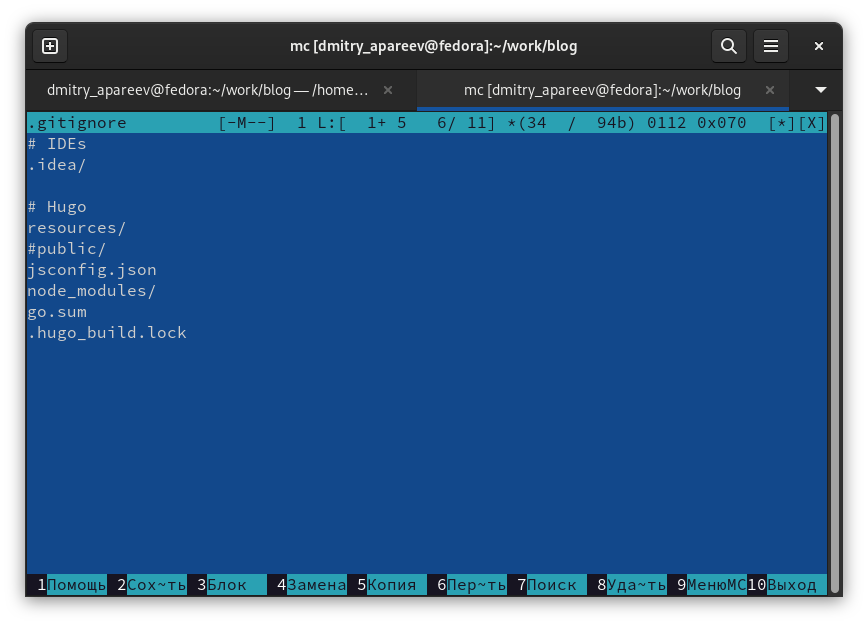 mc [dmitry_apareev@fedora]:~/work/blog
dmitry_apareev@fedora:~/work/blog — /home…
mc [dmitry_apareev@fedora]:~/work/blog
.gitignore [-M--] 1 L:[ 1+ 5 6/ 11] *(34 / 94b) 0112 0x070 [*][X]
# IDEs
.idea/
# Hugo
resources/
#public/
jsconfig.json
node_modules/
go.sum
.hugo_build.lock
1Помощь 2Сох~ть 3Блок 4Замена 5Копия 6Пер~ть 7Поиск 8Уда~ть 9МенюMC10Выход